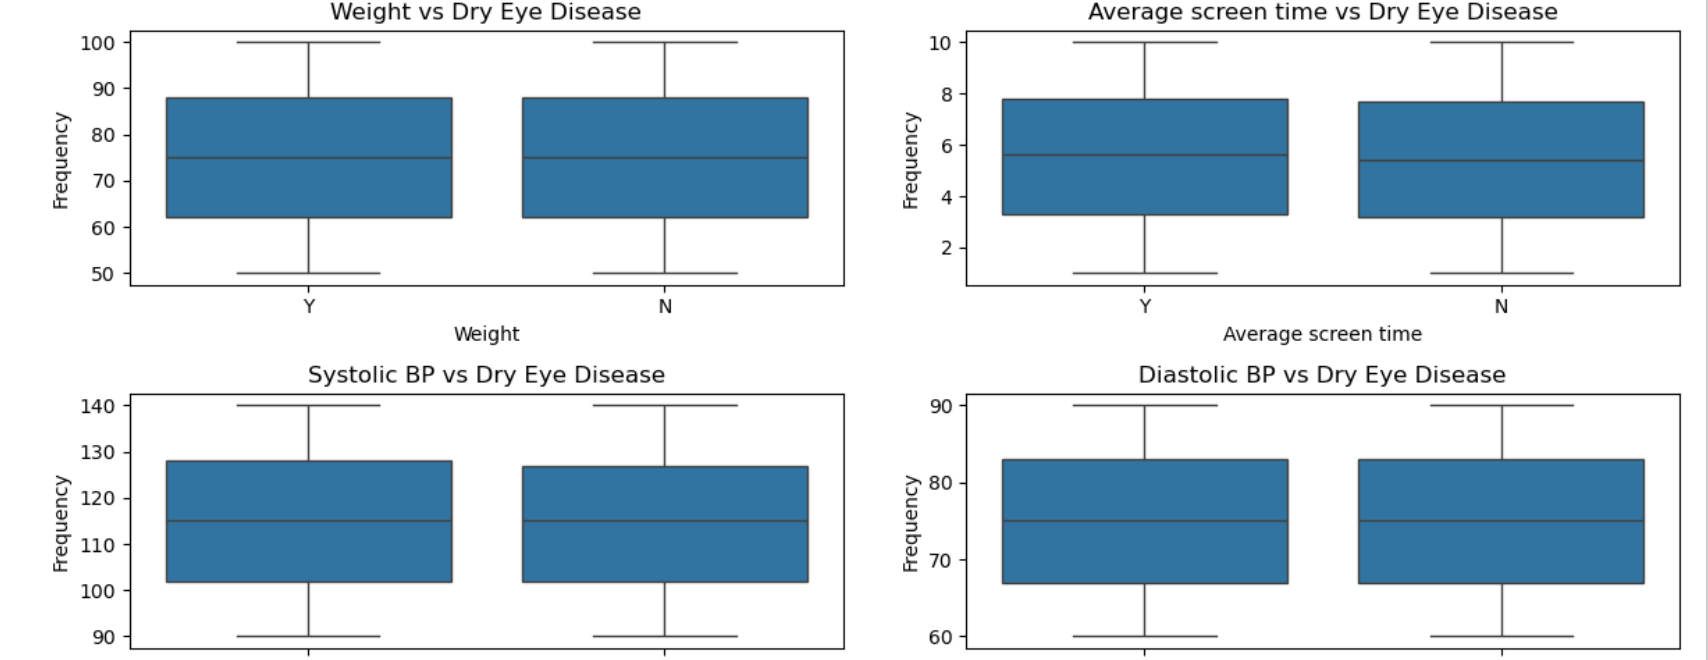 Weight vs Dry Eye Disease
100
90
80
70
60
50
Frequency
Y N
Weight
Average screen time vs Dry Eye Disease
10
8
6
4
2
Frequency
Y N
Average screen time
Systolic BP vs Dry Eye Disease
140
130
120
110
100
90
Frequency
Diastolic BP vs Dry Eye Disease
90
80
70
60
Frequency